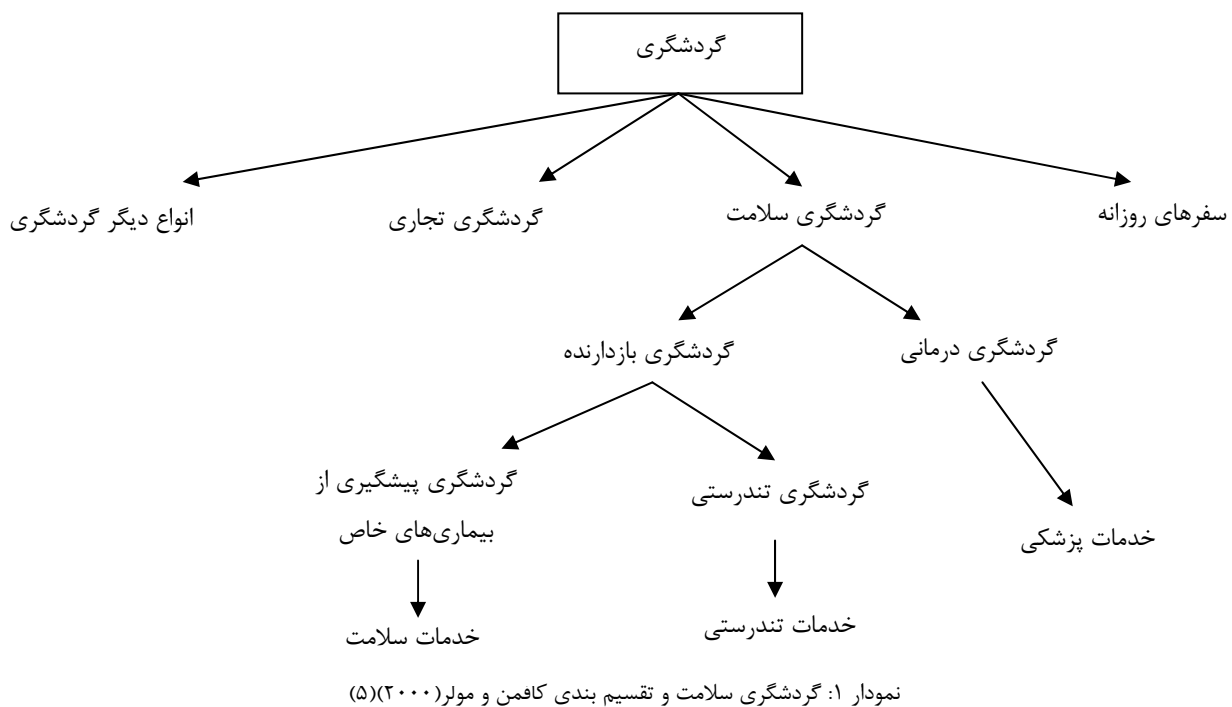 گردشگری
سفرهای روزانه
گردشگری سلامت
گردشگری تجاری
انواع دیگر گردشگری
گردشگری درمانی
گردشگری بازدارنده
گردشگری تندرستی
گردشگری پیشگیری از
بیماری‌های خاص
خدمات پزشکی
خدمات تندرستی
خدمات سلامت
نمودار ۱: گردشگری سلامت و تقسیم بندی کافمن و مولر(۲۰۰۰)(۵)